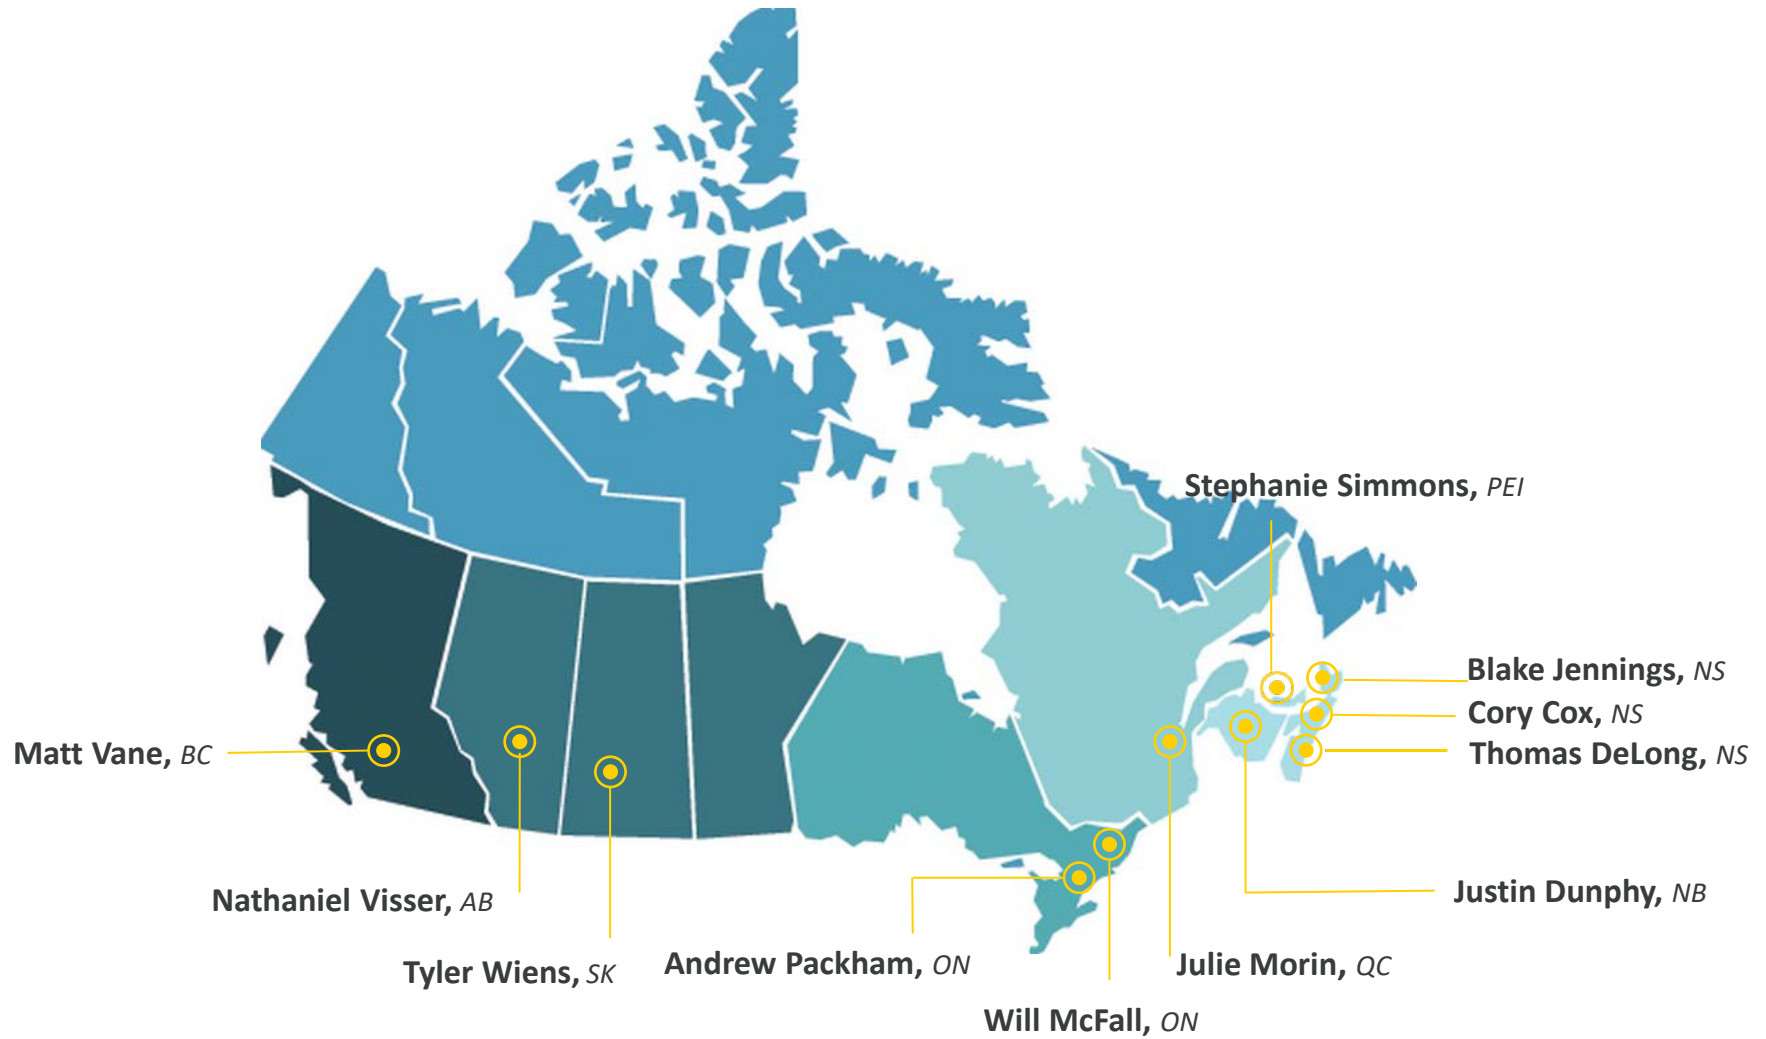 Stephanie Simmons, PEI
Blake Jennings, NS
Cory Cox, NS
Matt Vane, BC
Thomas DeLong, NS
Nathaniel Visser, AB
Justin Dunphy, NB
Tyler Wiens, SK
Andrew Packham, ON
Julie Morin, QC
Will McFall, ON